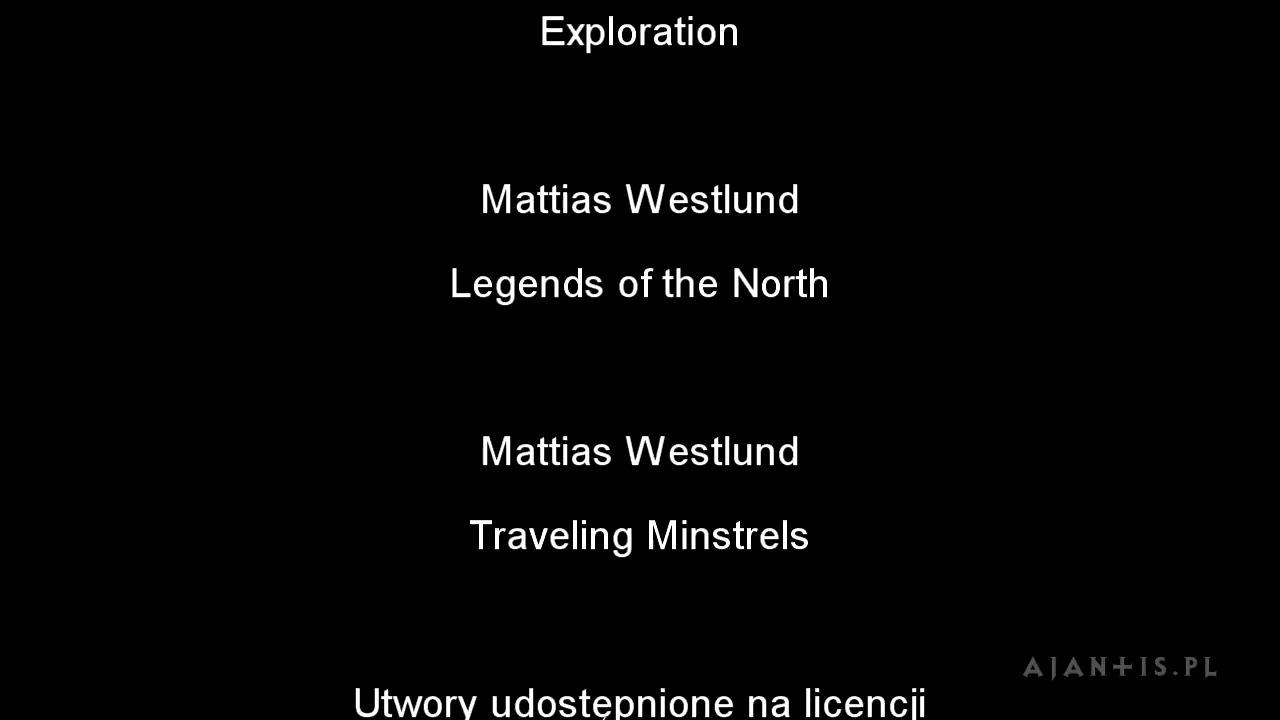 Exploration
Mattias Westlund
Legends of the North
Mattias Westlund
Traveling Minstrels
AJANTIS.PL
Utwory udostępnione na licencji